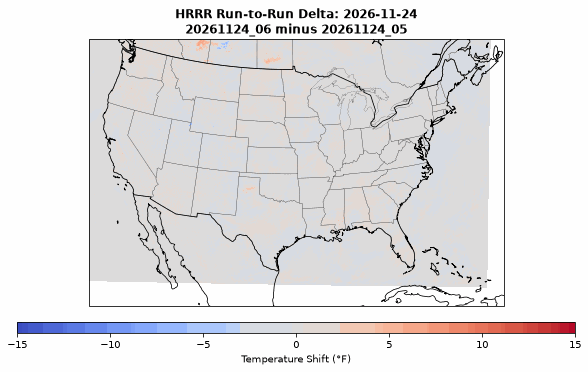 HRRR Run-to-Run Delta: 2026-11-24
20261124_06 minus 20261124_05
−15 −10 −5 0 5 10 15
Temperature Shift (°F)